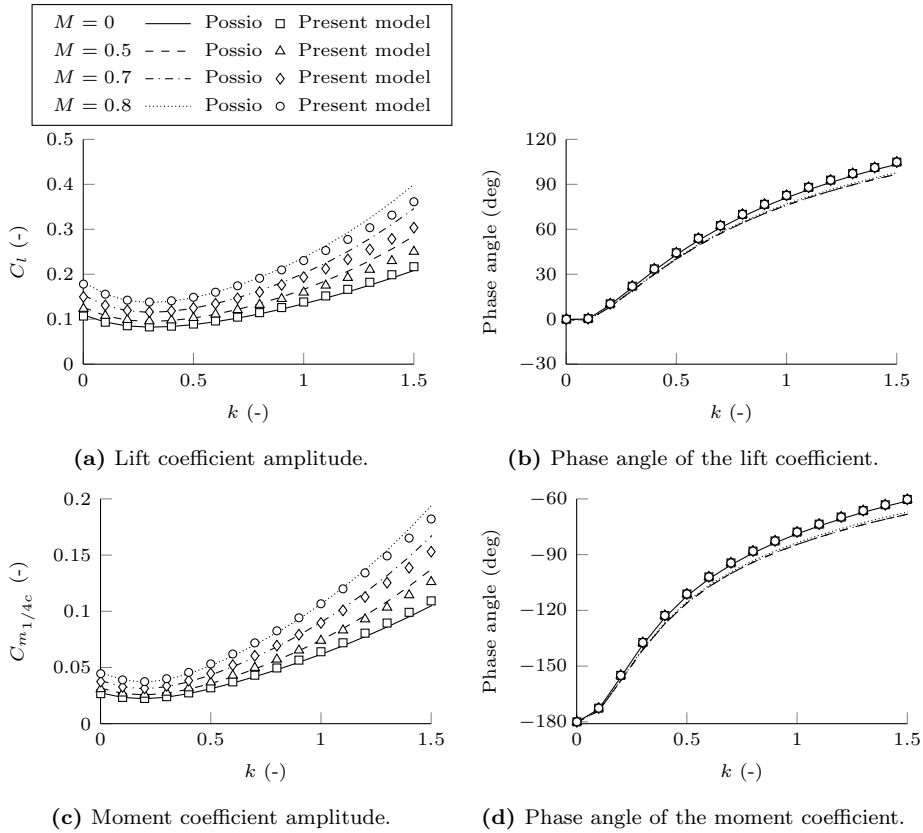 M = 0 Possio Present model
M = 0.5 Possio Present model
M = 0.7 Possio Present model
M = 0.8 Possio Present model
0.5
0.4
0.3
0.2
0.1
0
C_l (-)
0 0.5 1 1.5
k (-)
(a) Lift coefficient amplitude.
120
90
60
30
0
−30
Phase angle (deg)
0 0.5 1 1.5
k (-)
(b) Phase angle of the lift coefficient.
0.2
0.15
0.1
0.05
0
C_{m_{1/4c}} (-)
0 0.5 1 1.5
k (-)
(c) Moment coefficient amplitude.
−60
−90
−120
−150
−180
Phase angle (deg)
0 0.5 1 1.5
k (-)
(d) Phase angle of the moment coefficient.